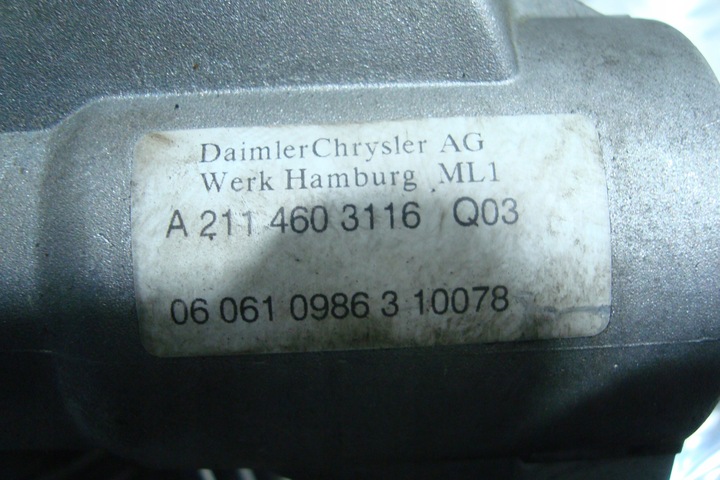 DaimlerChrysler AG
Werk Hamburg ML1
A 211 460 3116 Q03
06 061 0986 3 10078